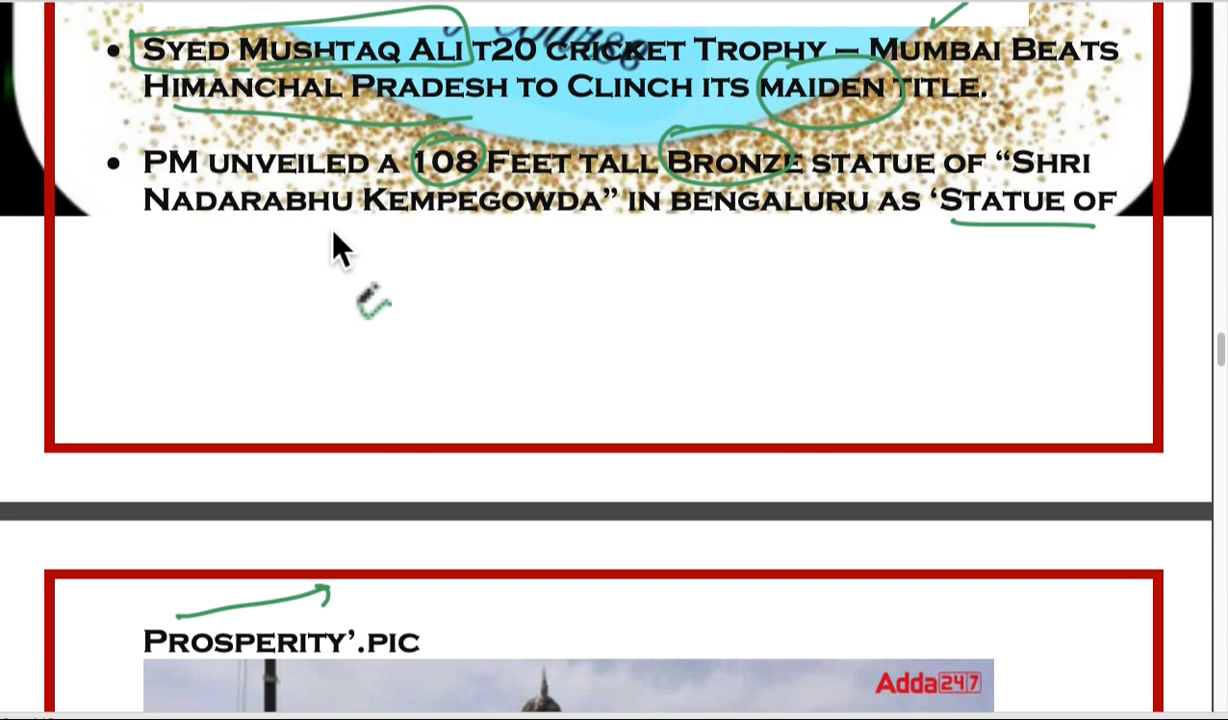 • Syed Mushtaq Ali T20 cricket Trophy – Mumbai Beats
Himanchal Pradesh to Clinch its maiden title.
• PM unveiled a 108 Feet tall Bronze statue of “Shri
Nadarabhu Kempegowda” in bengaluru as ‘Statue of
Prosperity’.pic
Adda247